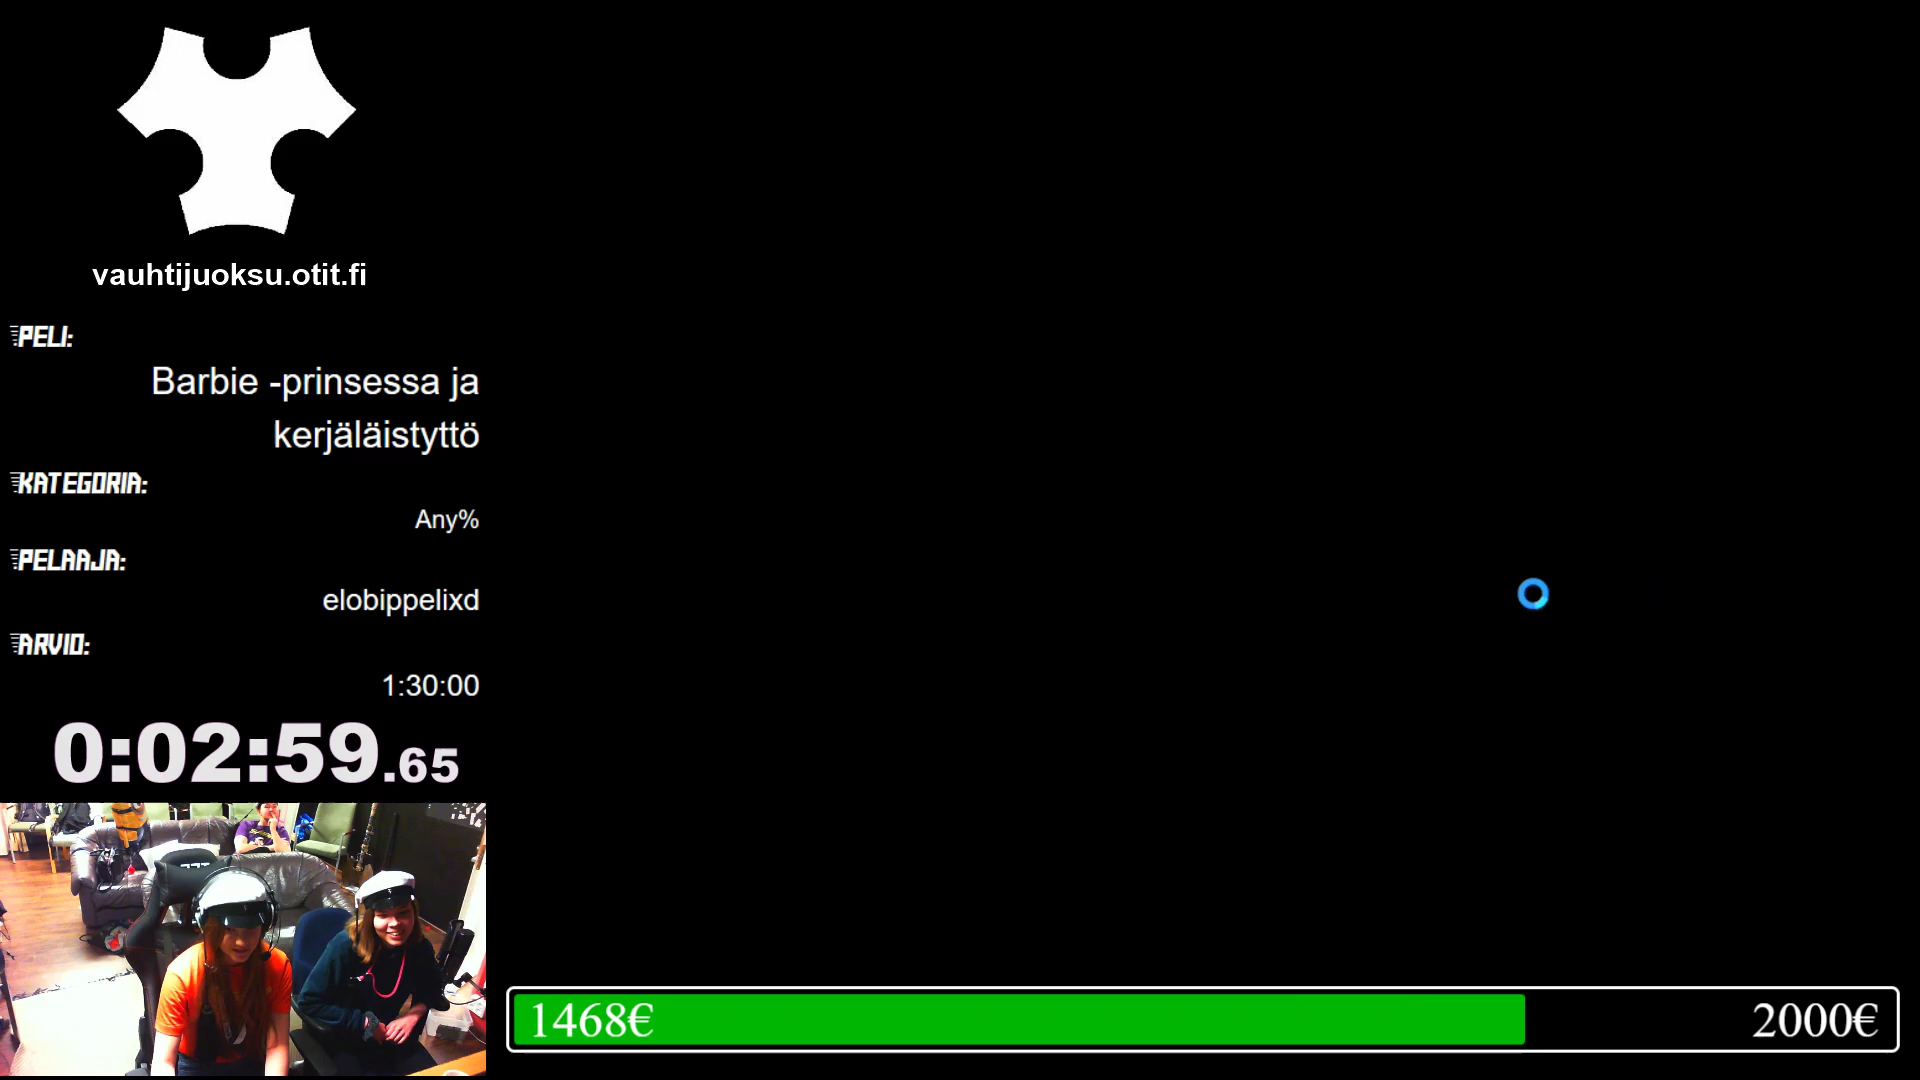 vauhtijuoksu.otit.fi
PELI:
Barbie -prinsessa ja
kerjäläistyttö
KATEGORIA:
Any%
PELAAJA:
elobippelixd
ARVIO:
1:30:00
0:02:59.65
1468€ 2000€